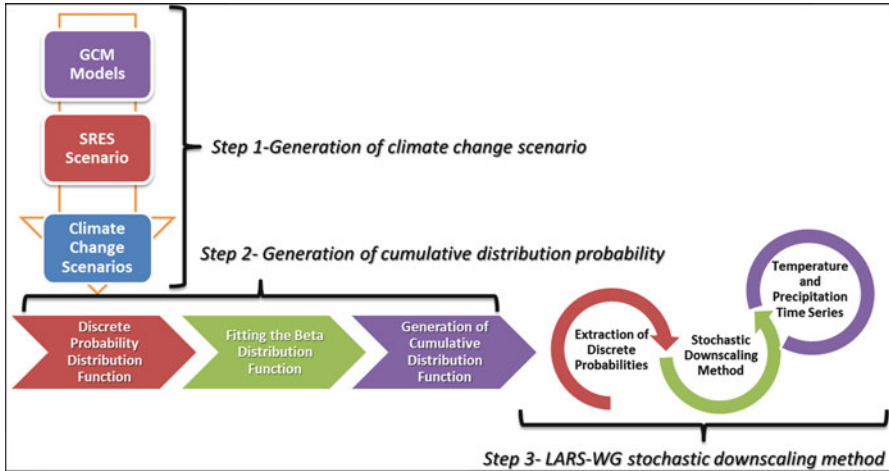 GCM
Models
SRES
Scenario
Climate
Change
Scenarios
Step 1-Generation of climate change scenario
Step 2- Generation of cumulative distribution probability
Discrete
Probability
Distribution
Function
Fitting the Beta
Distribution
Function
Generation of
Cumulative
Distribution
Function
Extraction of
Discrete
Probabilities
Stochastic
Downscaling
Method
Temperature
and
Precipitation
Time Series
Step 3- LARS-WG stochastic downscaling method